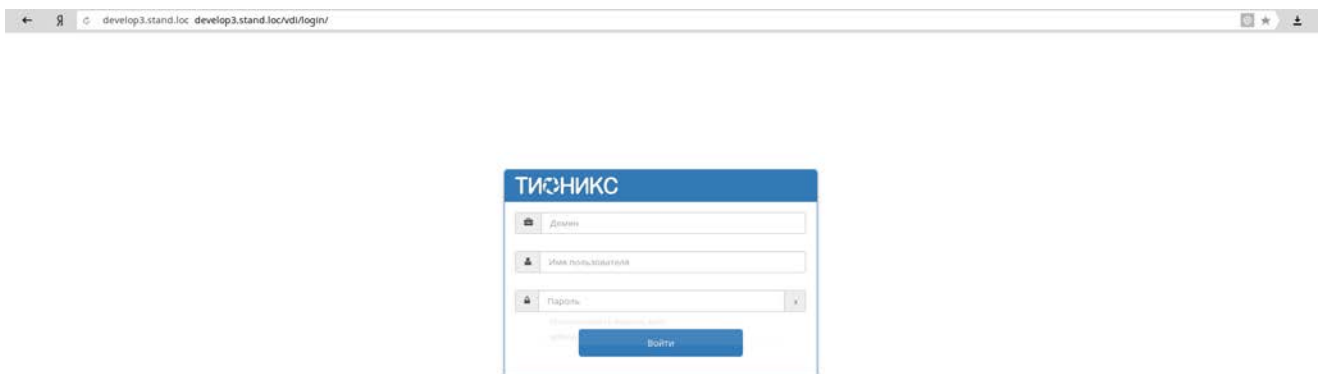 Я develop3.stand.loc develop3.stand.loc/vdi/login/
ТИОНИКС
Домен
Имя пользователя
Пароль
Войти